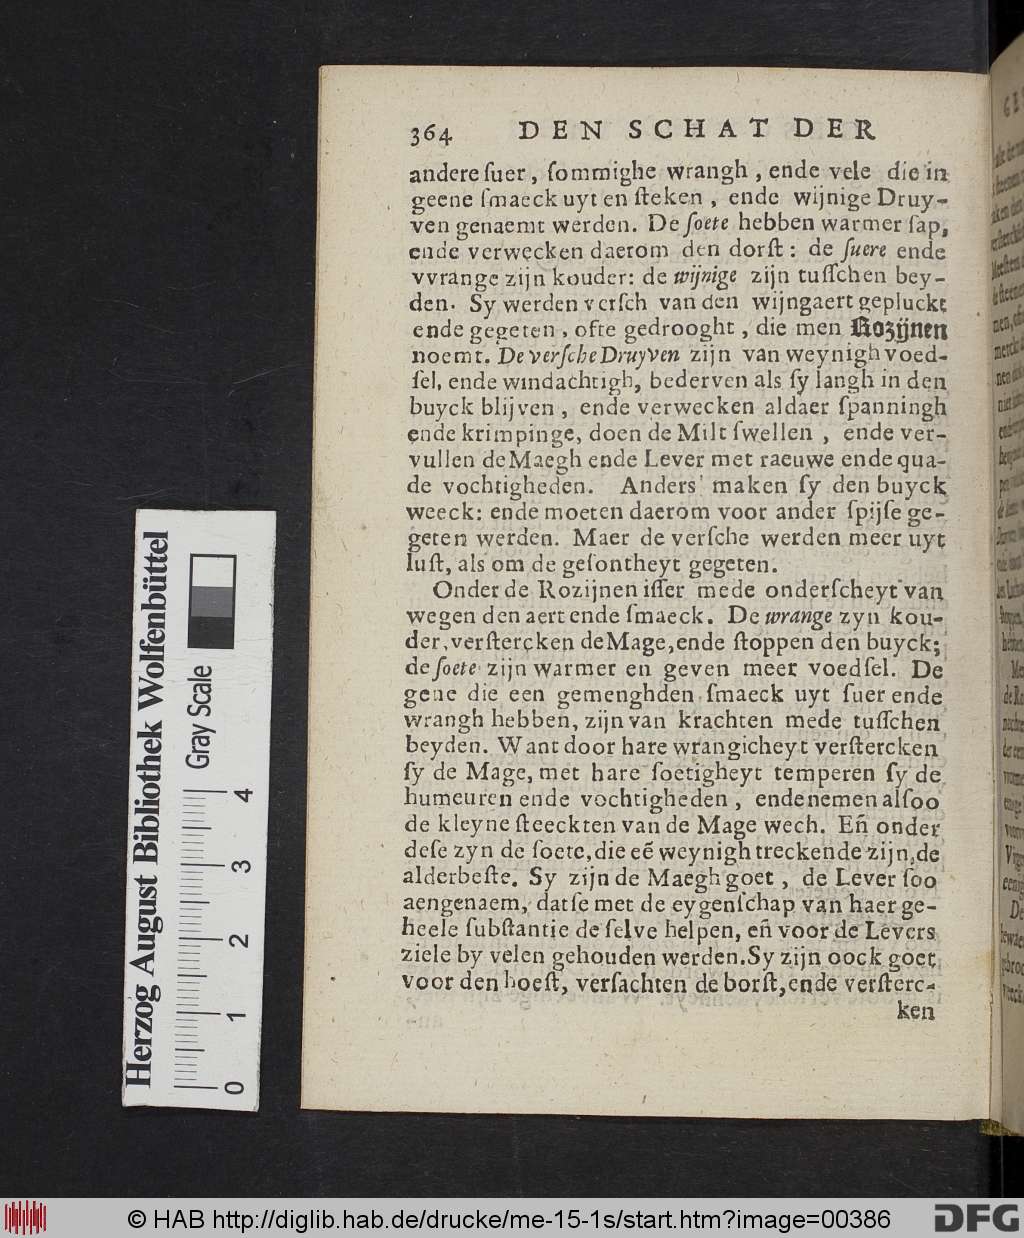 364 DEN SCHAT DER
andere ſuer, ſommighe wrangh, ende vele die in
geene ſmaeck uyt en ſteken, ende wijnige Druy-
ven genaemt werden. De ſoete hebben warmer ſap,
ende verwecken daerom den dorſt: de ſuere ende
vvrange zijn kouder: de wijnige zijn tuſſchen bey-
den. Sy werden verſch van den wijngaert gepluckt
ende gegeten, ofte gedrooght, die men Rozijnen
noemt. De verſche Druyven zijn van weynigh voed-
ſel, ende windachtigh, bederven als ſy langh in den
buyck blijven, ende verwecken aldaer ſpanningh
ende krimpinge, doen de Milt ſwellen, ende ver-
vullen de Maegh ende Lever met raeuwe ende qua-
de vochtigheden. Anders maken ſy den buyck
weeck: ende moeten daerom voor ander ſpijſe ge-
geten werden. Maer de verſche werden meer uyt
luſt, als om de geſontheyt gegeten.
Onder de Rozijnen iſſer mede onderſcheyt van
wegen den aert ende ſmaeck. De wrange zyn kou-
der, verſtercken de Mage, ende ſtoppen den buyck;
de ſoete zijn warmer en geven meer voedſel. De
gene die een gemenghden ſmaeck uyt ſuer ende
wrangh hebben, zijn van krachten mede tuſſchen
beyden. Want door hare wrangicheyt verſtercken
ſy de Mage, met hare ſoetigheyt temperen ſy de
humeuren ende vochtigheden, ende nemen alſoo
de kleyne ſteeckten van de Mage wech. En̄ onder
deſe zyn de ſoete, die eē weynigh treckende zijn, de
alderbeſte. Sy zijn de Maegh goet, de Lever ſoo
aengenaem, datſe met de eygenſchap van haer ge-
heele ſubſtantie de ſelve helpen, en̄ voor de Levers
ziele by velen gehouden werden. Sy zijn oock goet
voor den hoeſt, verſachten de borſt, ende verſterc-
ken
Herzog August Bibliothek Wolfenbüttel
Gray Scale
0 1 2 3 4
© HAB http://diglib.hab.de/drucke/me-15-1s/start.htm?image=00386
DFG